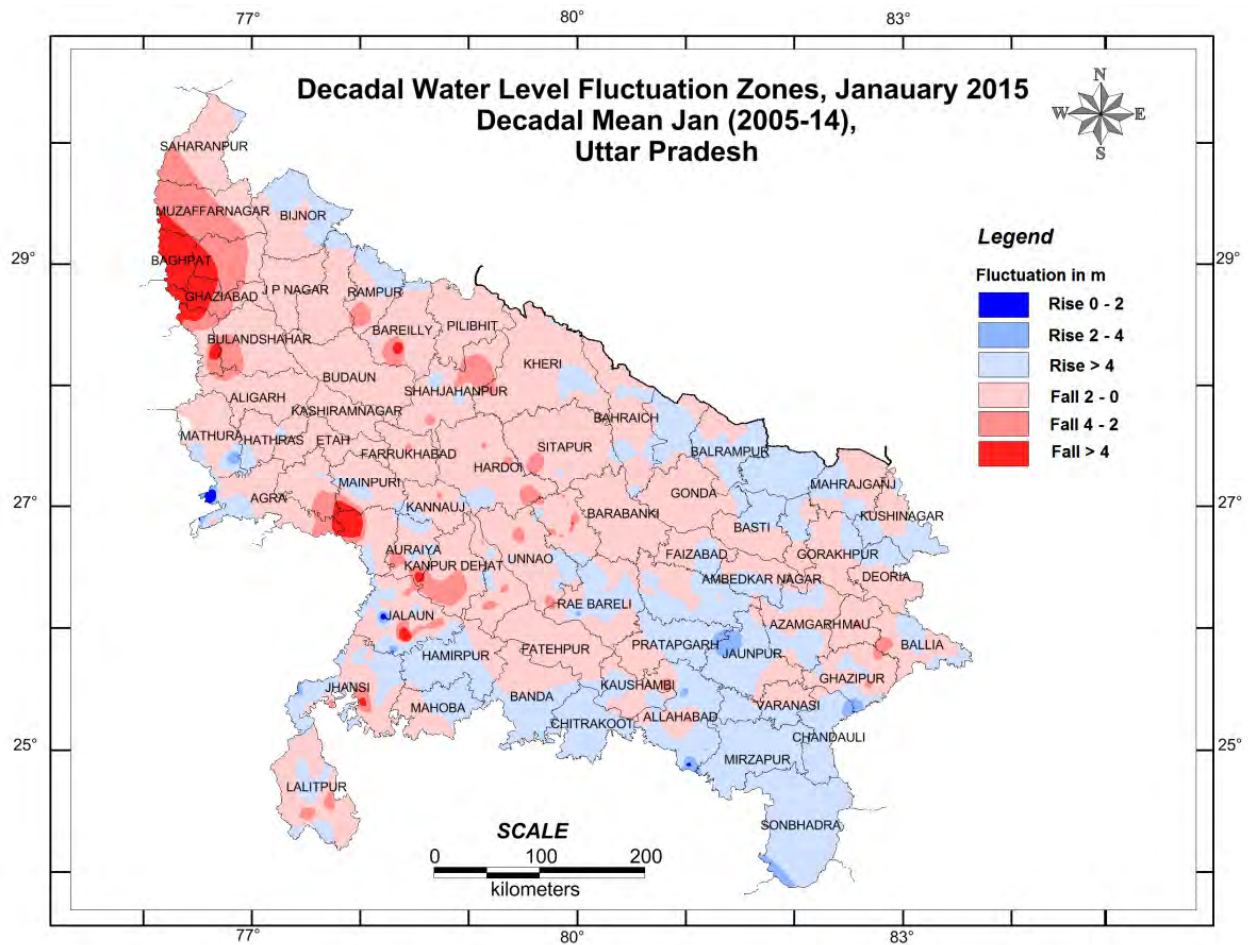 77° 80° 83°
Decadal Water Level Fluctuation Zones, Janauary 2015
Decadal Mean Jan (2005-14),
Uttar Pradesh
N
W E
S
SAHARANPUR
MUZAFFARNAGAR
BIJNOR
Legend
29° 29°
BAGHPAT
Fluctuation in m
GHAZIABAD
J P NAGAR
RAMPUR
Rise 0 - 2
BULANDSHAHAR
BAREILLY
PILIBHIT
Rise 2 - 4
KHERI
Rise > 4
BUDAUN
SHAHJAHANPUR
Fall 2 - 0
ALIGARH
KASHIRAMNAGAR
BAHRAICH
Fall 4 - 2
MATHURA
HATHRAS
ETAH
FARRUKHABAD
SITAPUR
BALRAMPUR
Fall > 4
HARDOI
MAINPURI
MAHRAJGANJ
27° 27°
AGRA
KANNAUJ
GONDA
BARABANKI
BASTI
KUSHINAGAR
AURAIYA
KANPUR DEHAT
UNNAO
FAIZABAD
GORAKHPUR
AMBEDKAR NAGAR
DEORIA
JALAUN
RAE BARELI
AZAMGARH
MAU
HAMIRPUR
FATEHPUR
PRATAPGARH
JAUNPUR
BALLIA
JHANSI
MAHOBA
BANDA
KAUSHAMBI
GHAZIPUR
CHITRAKOOT
ALLAHABAD
VARANASI
25° 25°
CHANDAULI
MIRZAPUR
LALITPUR
SONBHADRA
SCALE
0 100 200
kilometers
77° 80° 83°